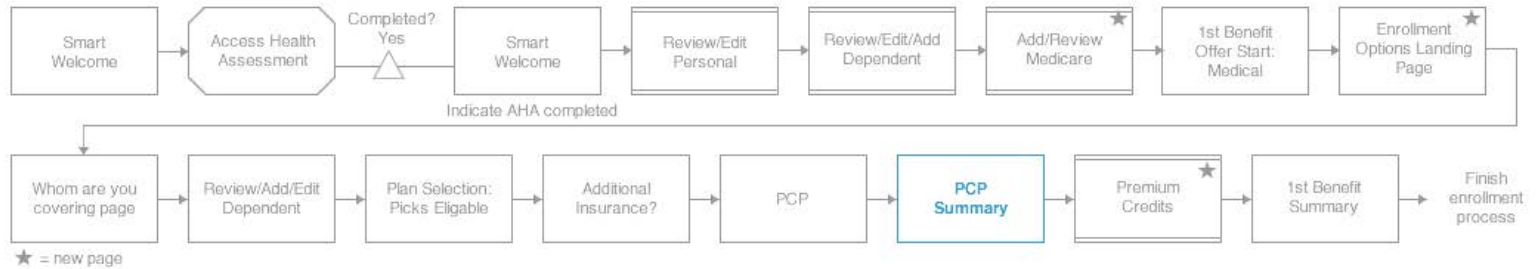 Smart
Welcome
Access Health
Assessment
Completed?
Yes
Smart
Welcome
Indicate AHA completed
Review/Edit
Personal
Review/Edit/Add
Dependent
Add/Review
Medicare
1st Benefit
Offer Start:
Medical
Enrollment
Options Landing
Page
Whom are you
covering page
Review/Add/Edit
Dependent
Plan Selection:
Picks Eligable
Additional
Insurance?
PCP
PCP
Summary
Premium
Credits
1st Benefit
Summary
Finish
enrollment
process
★ = new page